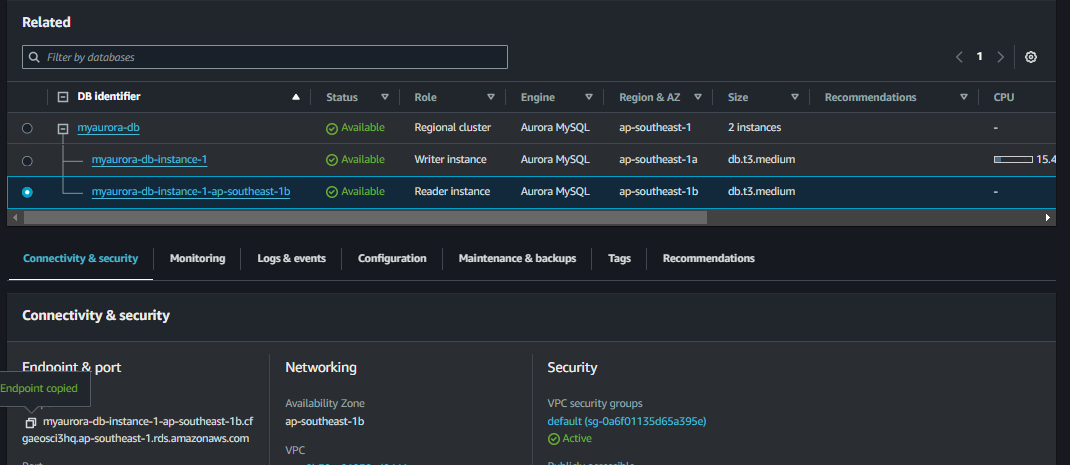 Related
Filter by databases
1
DB identifier Status Role Engine Region & AZ Size Recommendations CPU
myaurora-db Available Regional cluster Aurora MySQL ap-southeast-1 2 instances -
myaurora-db-instance-1 Available Writer instance Aurora MySQL ap-southeast-1a db.t3.medium 15.4
myaurora-db-instance-1-ap-southeast-1b Available Reader instance Aurora MySQL ap-southeast-1b db.t3.medium -
Connectivity & security Monitoring Logs & events Configuration Maintenance & backups Tags Recommendations
Connectivity & security
Endpoint & port
Endpoint copied
myaurora-db-instance-1-ap-southeast-1b.cf
gaeosci3hq.ap-southeast-1.rds.amazonaws.com
Networking
Availability Zone
ap-southeast-1b
VPC
Security
VPC security groups
default (sg-0a6f01135d65a395e)
Active